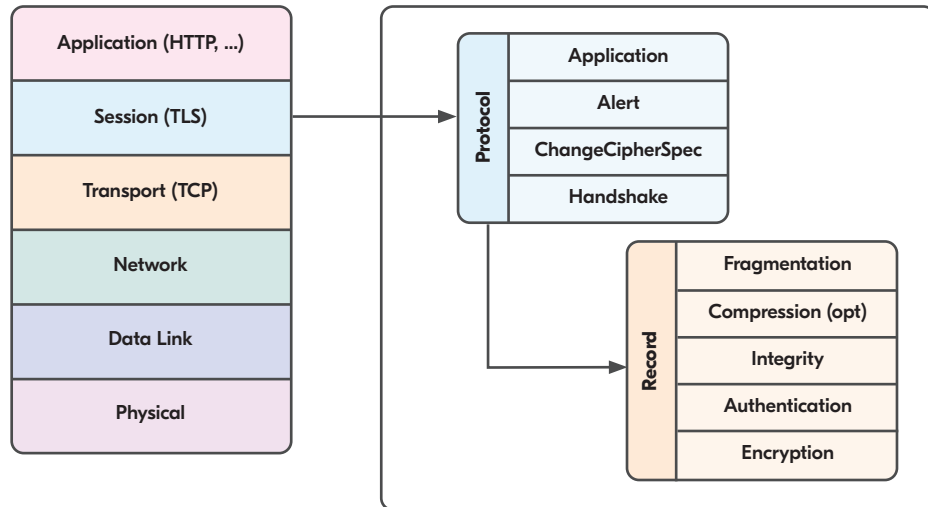 Application (HTTP, ...)
Session (TLS)
Transport (TCP)
Network
Data Link
Physical
Protocol
Application
Alert
ChangeCipherSpec
Handshake
Record
Fragmentation
Compression (opt)
Integrity
Authentication
Encryption